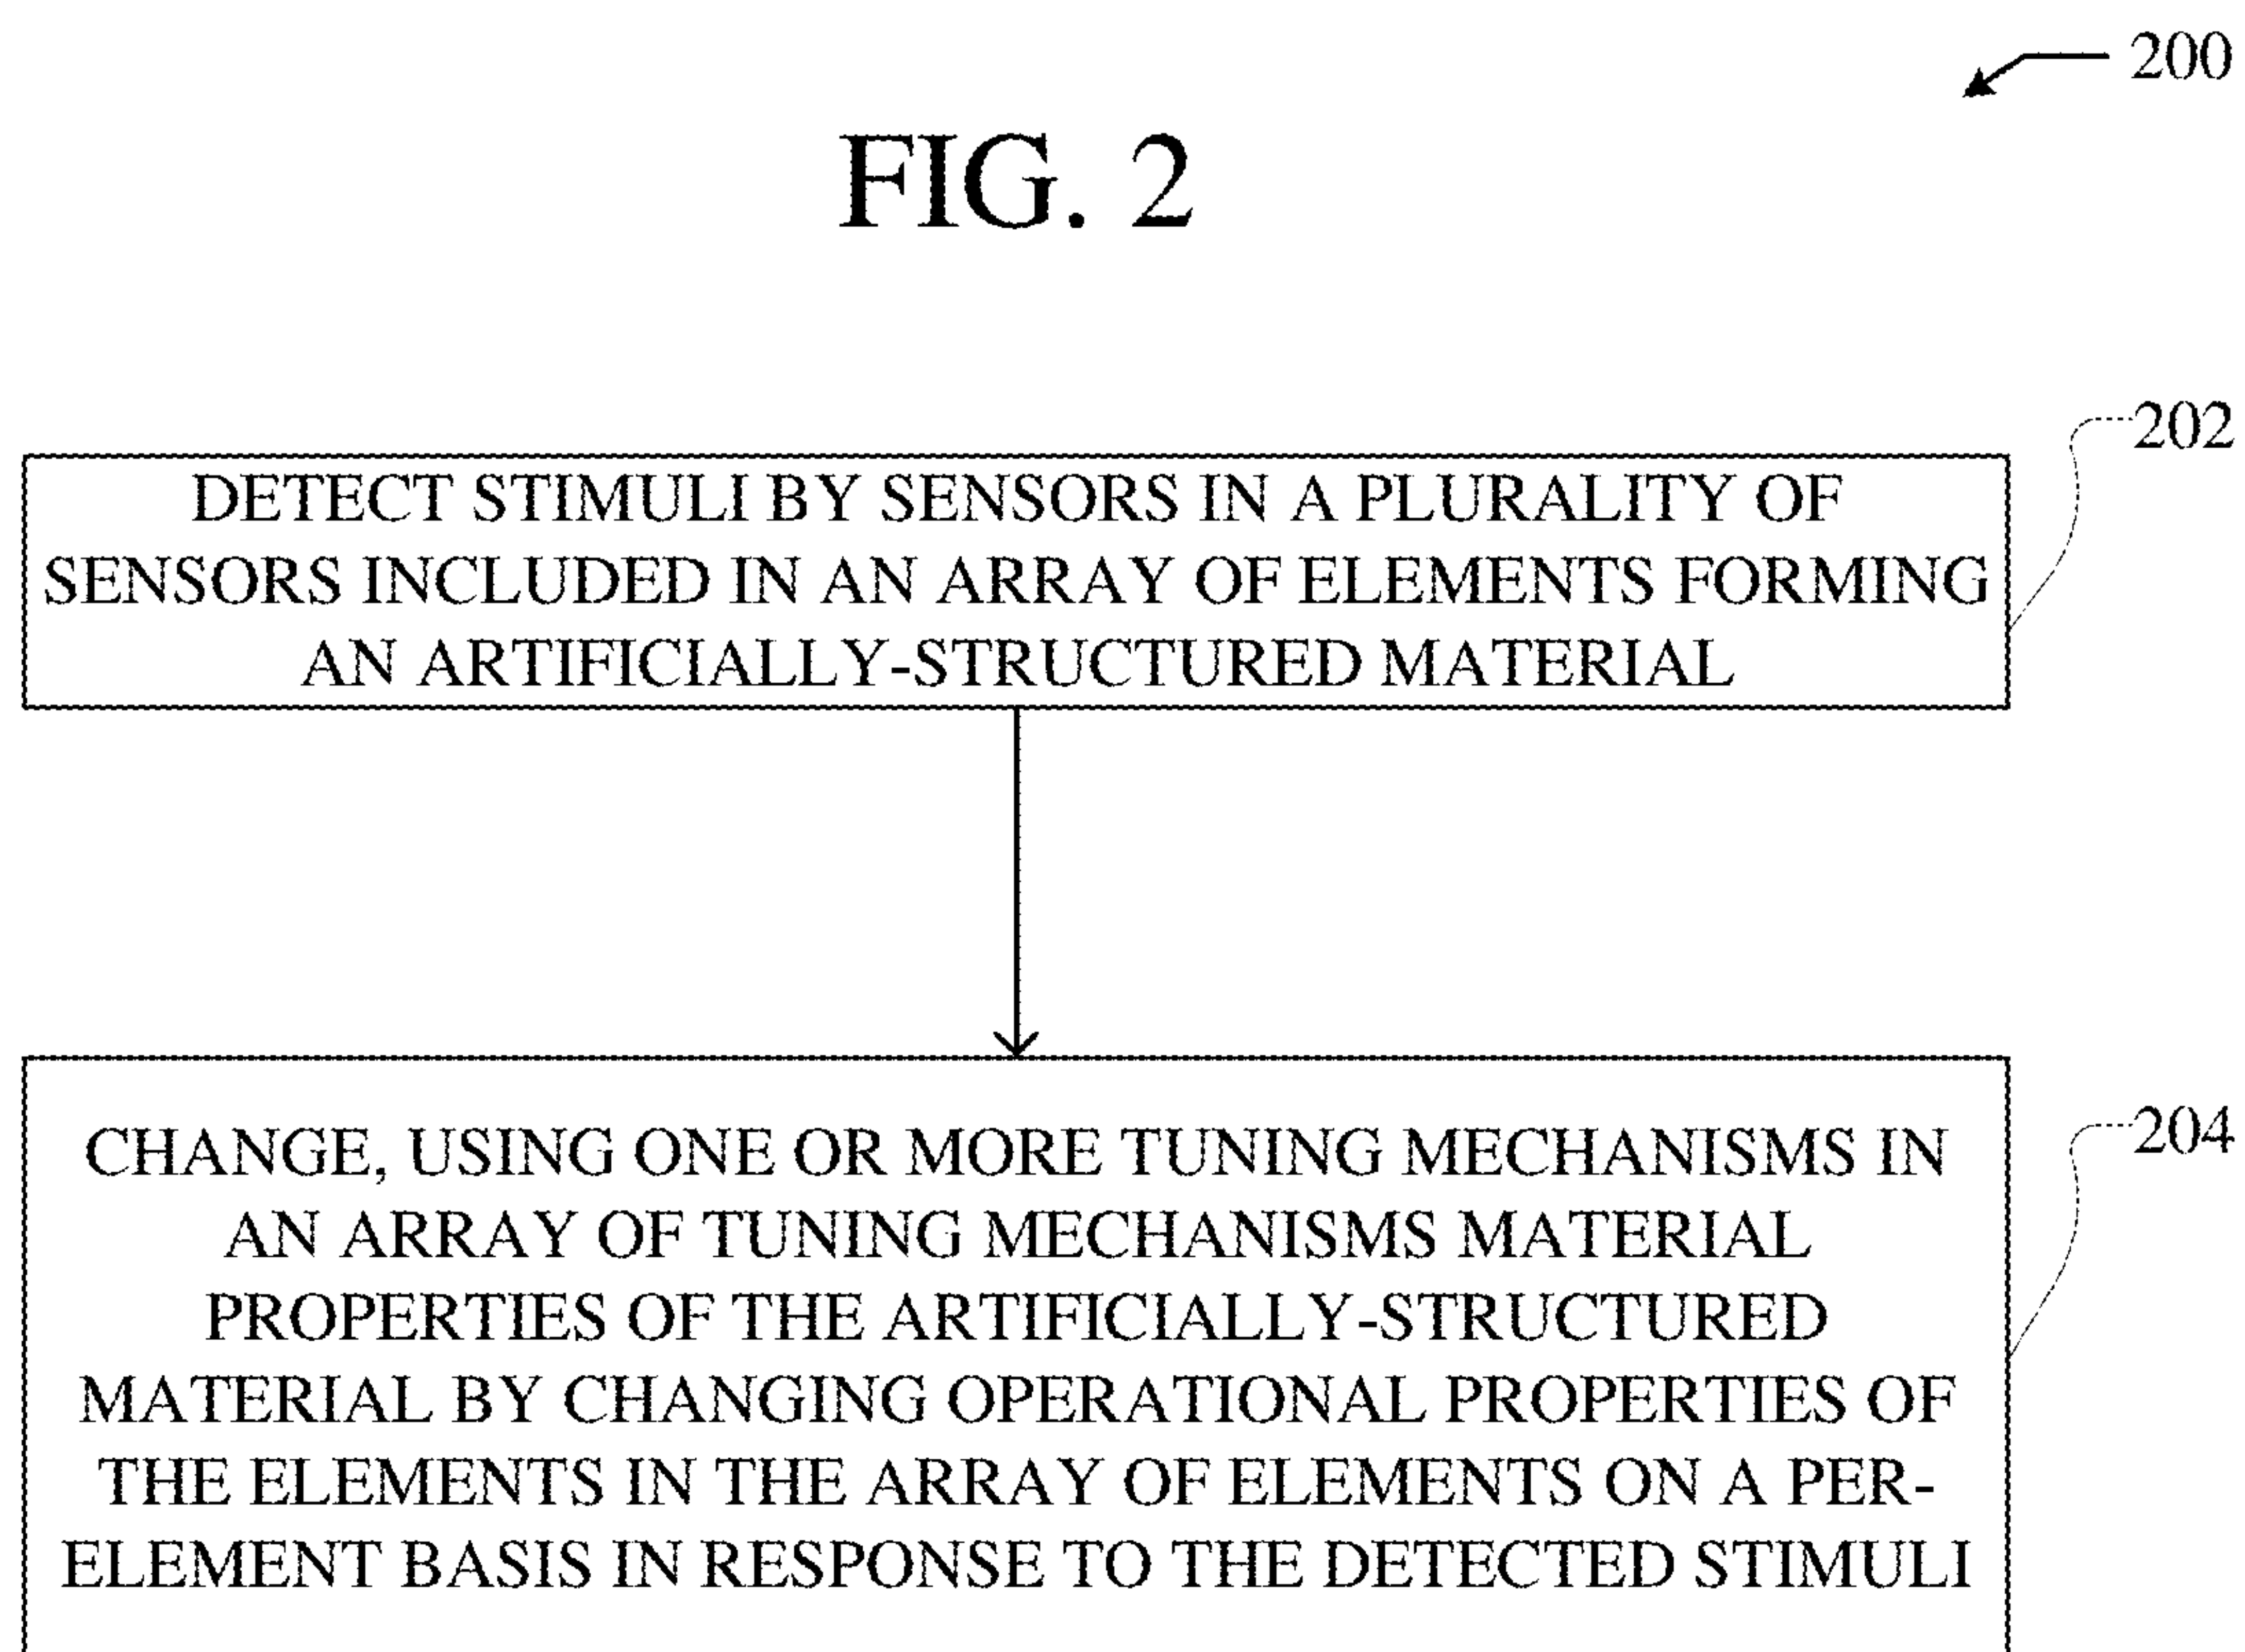 200
FIG. 2
202
DETECT STIMULI BY SENSORS IN A PLURALITY OF
SENSORS INCLUDED IN AN ARRAY OF ELEMENTS FORMING
AN ARTIFICIALLY-STRUCTURED MATERIAL
204
CHANGE, USING ONE OR MORE TUNING MECHANISMS IN
AN ARRAY OF TUNING MECHANISMS MATERIAL
PROPERTIES OF THE ARTIFICIALLY-STRUCTURED
MATERIAL BY CHANGING OPERATIONAL PROPERTIES OF
THE ELEMENTS IN THE ARRAY OF ELEMENTS ON A PER-
ELEMENT BASIS IN RESPONSE TO THE DETECTED STIMULI